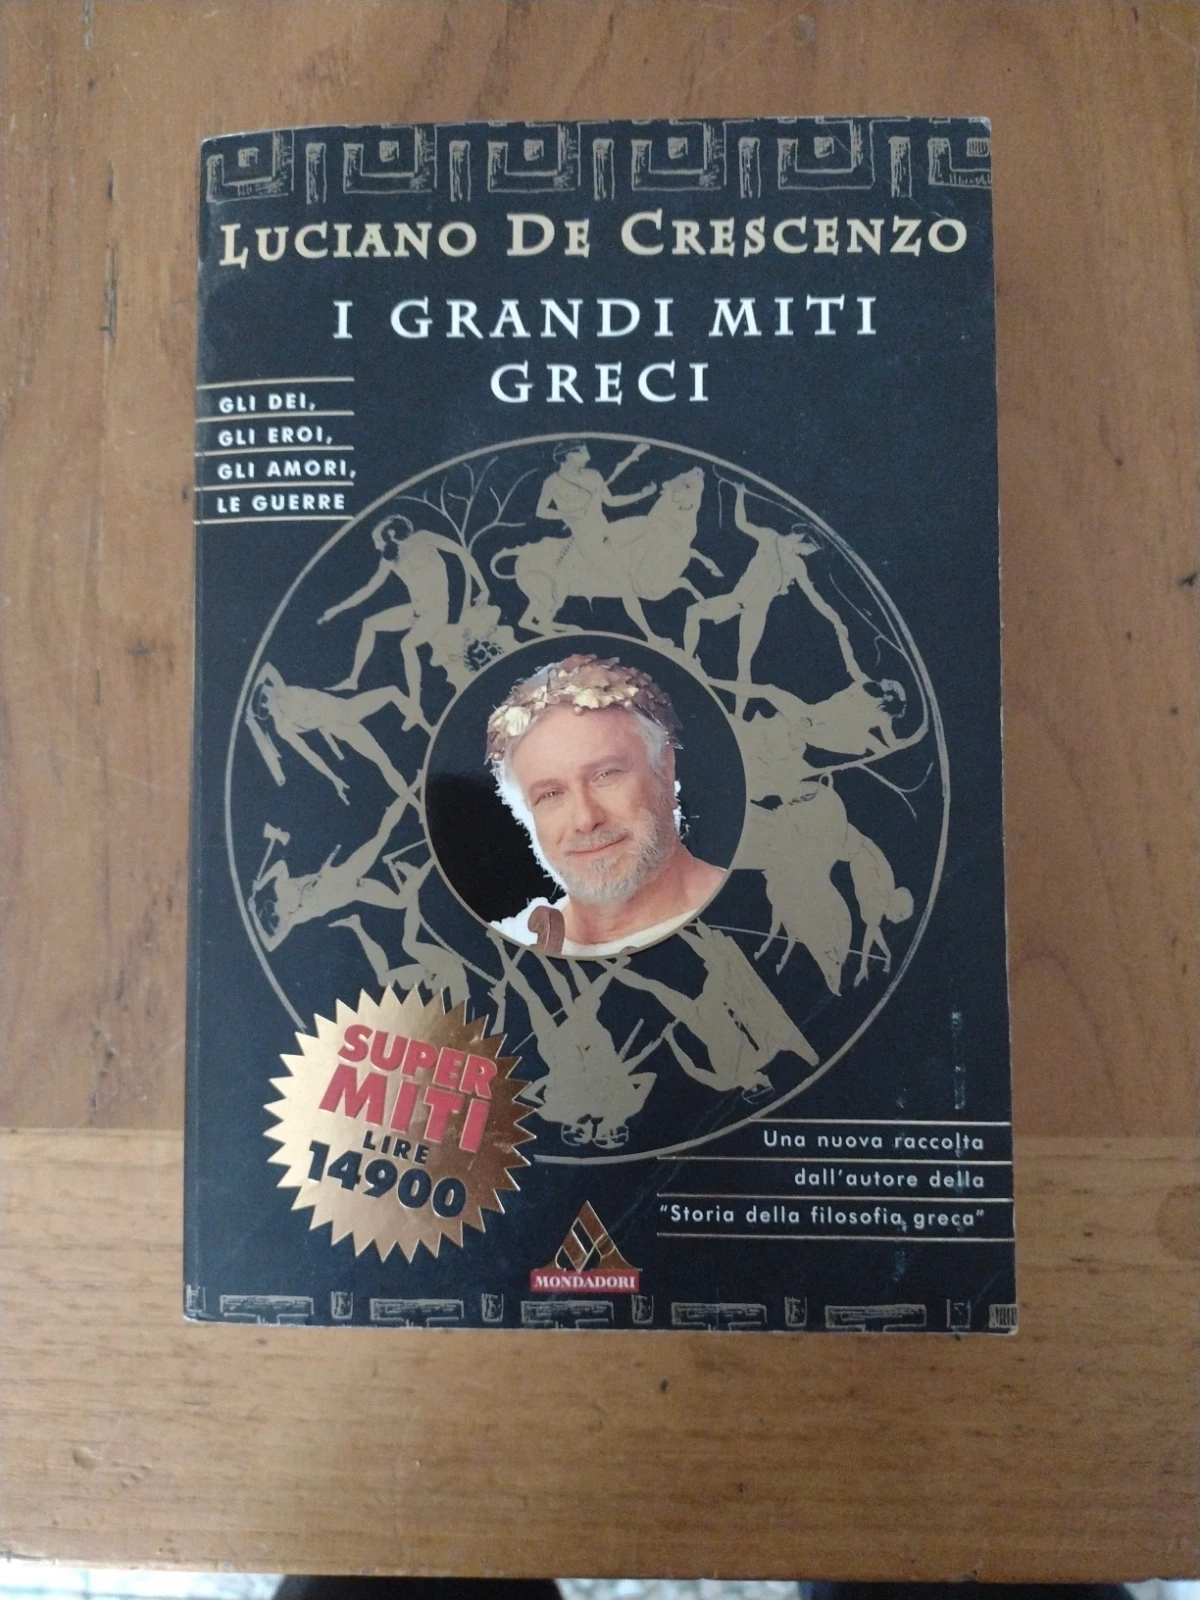 LUCIANO DE CRESCENZO
I GRANDI MITI
GRECI
GLI DEI,
GLI EROI,
GLI AMORI,
LE GUERRE
SUPER
MITI
LIRE
14900
Una nuova raccolta
dall'autore della
"Storia della filosofia greca"
MONDADORI